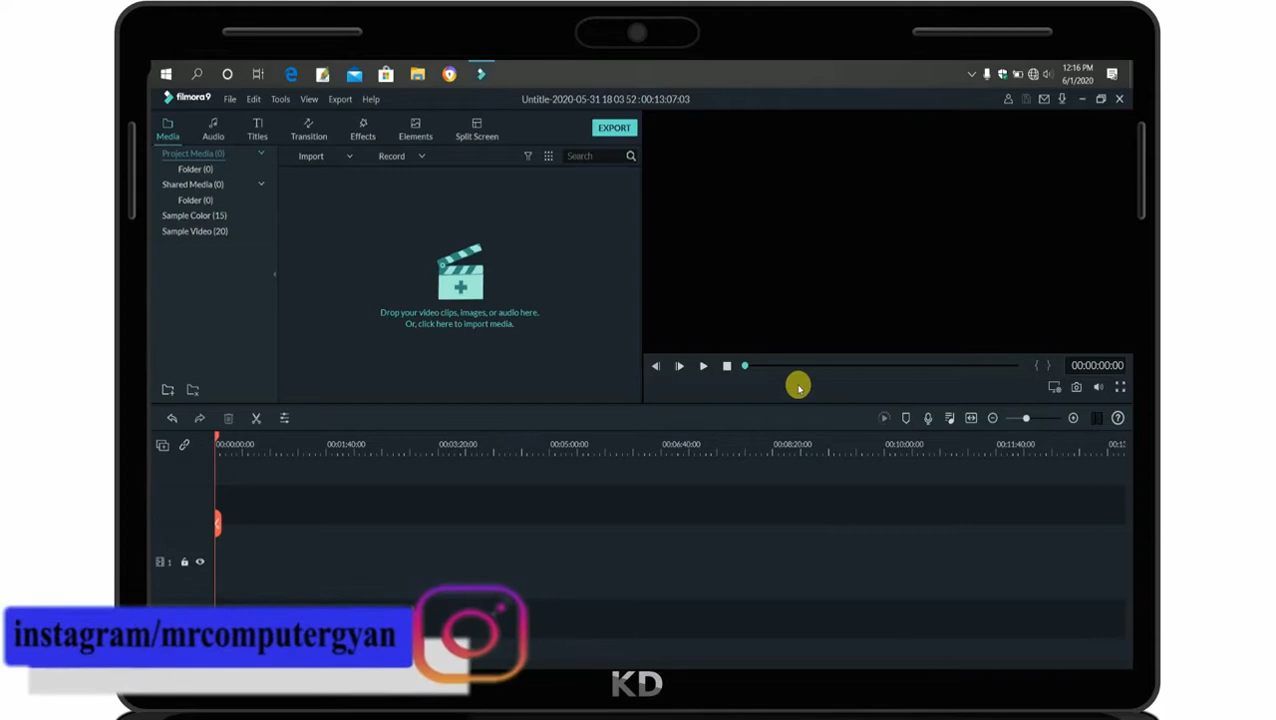 12:16 PM
6/1/2020
filmora9
File Edit Tools View Export Help
Untitle-2020-05-31 18 03 52 : 00:13:07:03
Media Audio Titles Transition Effects Elements Split Screen
EXPORT
Project Media (0)
Import Record Search
Folder (0)
Shared Media (0)
Folder (0)
Sample Color (15)
Sample Video (20)
Drop your video clips, images, or audio here.
Or, click here to import media.
00:00:00:00
00:00:00:00 00:01:40:00 00:03:20:00 00:05:00:00 00:06:40:00 00:08:20:00 00:10:00:00 00:11:40:00 00:1
1
instagram/mrcomputergyan
KD